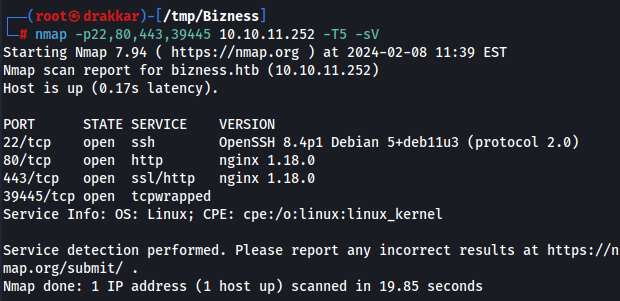 ┌──(root㉿drakkar)-[/tmp/Bizness]
└─# nmap -p22,80,443,39445 10.10.11.252 -T5 -sV
Starting Nmap 7.94 ( https://nmap.org ) at 2024-02-08 11:39 EST
Nmap scan report for bizness.htb (10.10.11.252)
Host is up (0.17s latency).

PORT      STATE SERVICE    VERSION
22/tcp    open  ssh        OpenSSH 8.4p1 Debian 5+deb11u3 (protocol 2.0)
80/tcp    open  http       nginx 1.18.0
443/tcp   open  ssl/http   nginx 1.18.0
39445/tcp open  tcpwrapped
Service Info: OS: Linux; CPE: cpe:/o:linux:linux_kernel

Service detection performed. Please report any incorrect results at https://n
map.org/submit/ .
Nmap done: 1 IP address (1 host up) scanned in 19.85 seconds